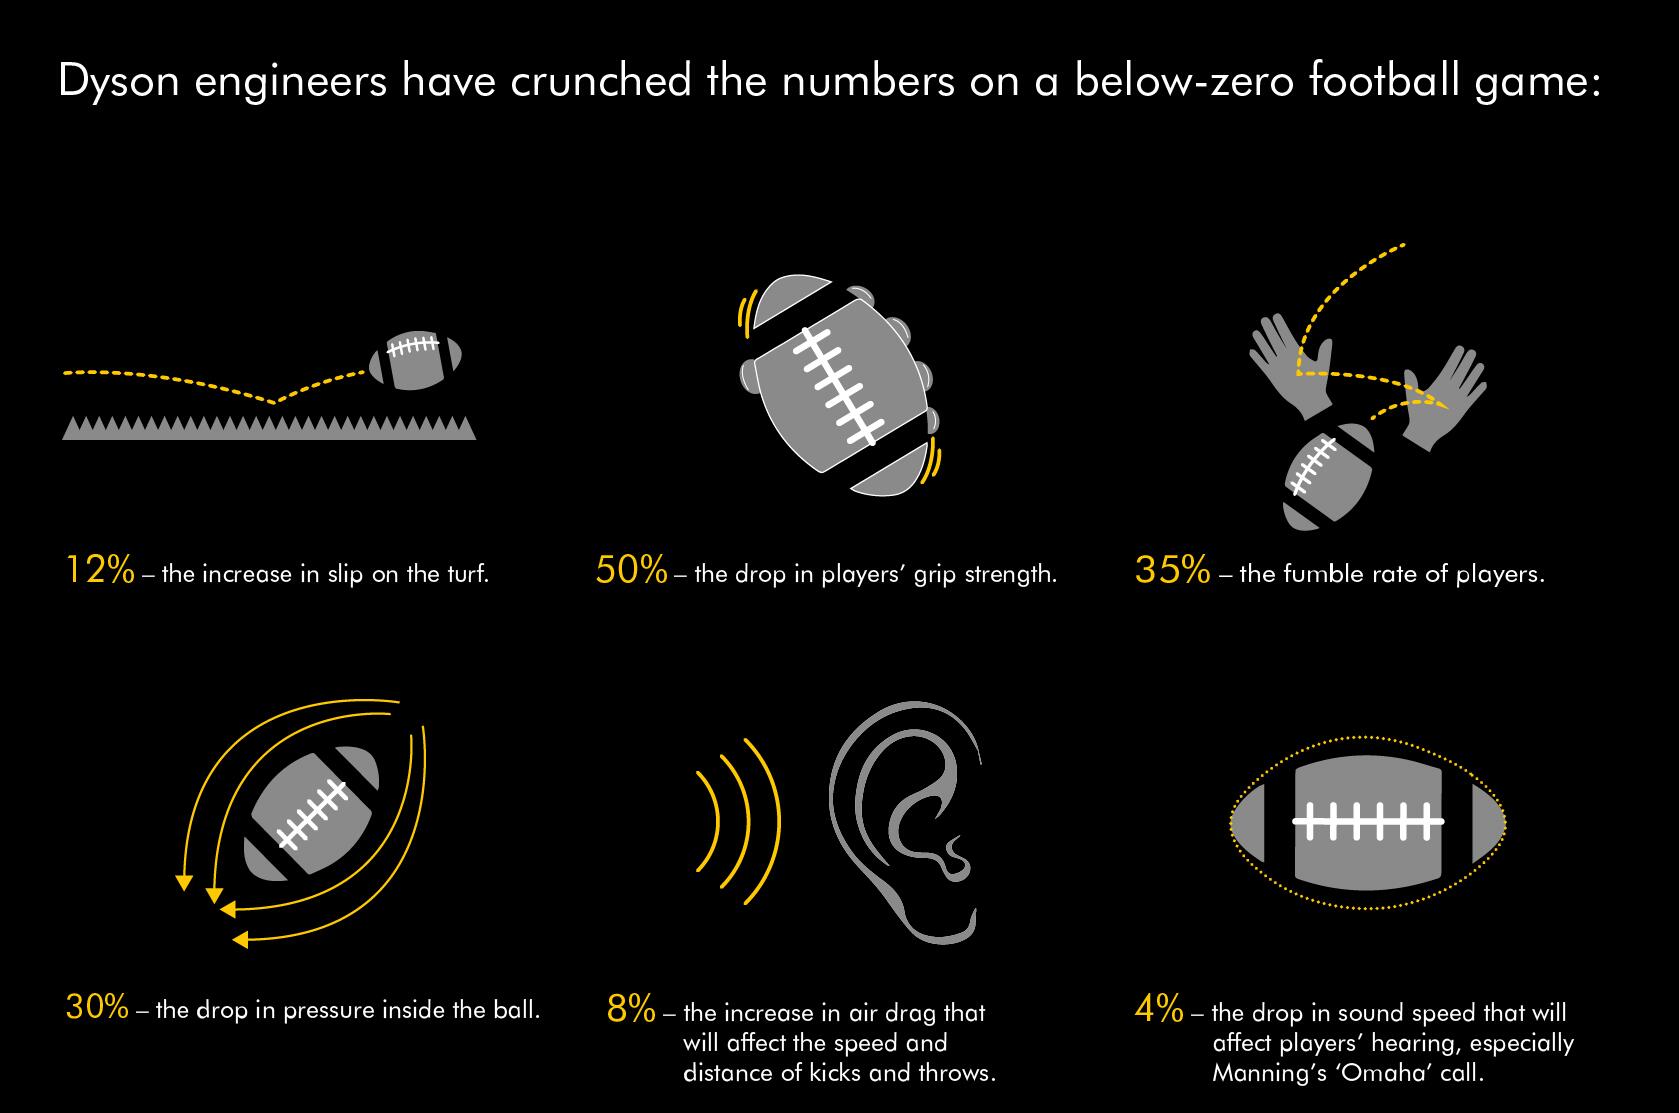 Dyson engineers have crunched the numbers on a below-zero football game:
12% – the increase in slip on the turf.
50% – the drop in players’ grip strength.
35% – the fumble rate of players.
30% – the drop in pressure inside the ball.
8% – the increase in air drag that
will affect the speed and
distance of kicks and throws.
4% – the drop in sound speed that will
affect players’ hearing, especially
Manning’s ‘Omaha’ call.